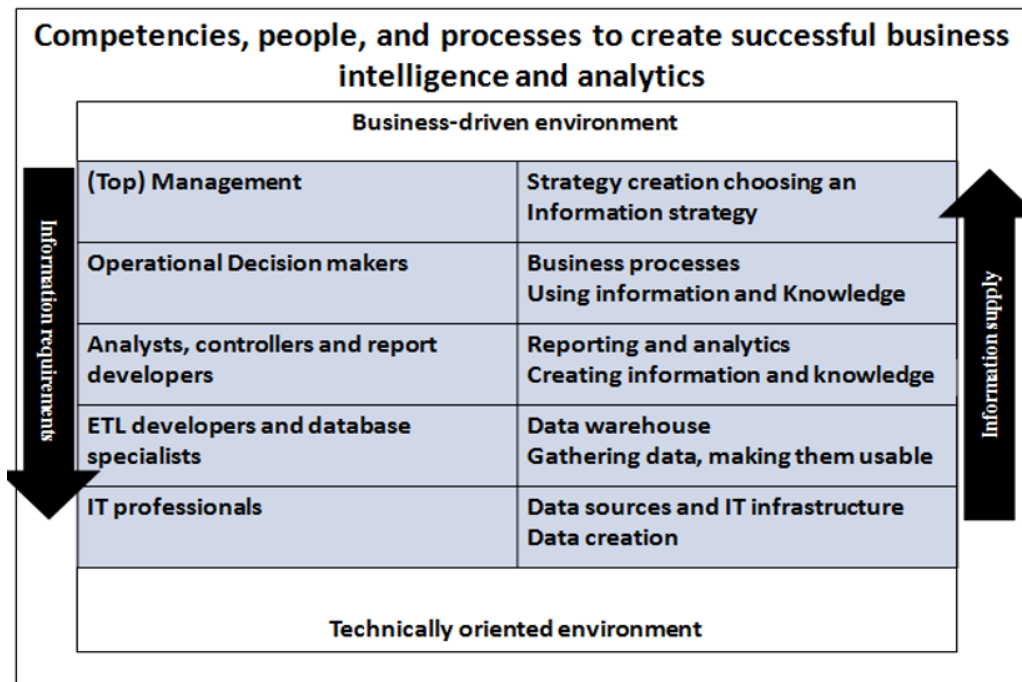 Competencies, people, and processes to create successful business
intelligence and analytics
Business-driven environment
Information requirements
(Top) Management
Strategy creation choosing an
Information strategy
Operational Decision makers
Business processes
Using information and Knowledge
Analysts, controllers and report
developers
Reporting and analytics
Creating information and knowledge
ETL developers and database
specialists
Data warehouse
Gathering data, making them usable
IT professionals
Data sources and IT infrastructure
Data creation
Information supply
Technically oriented environment